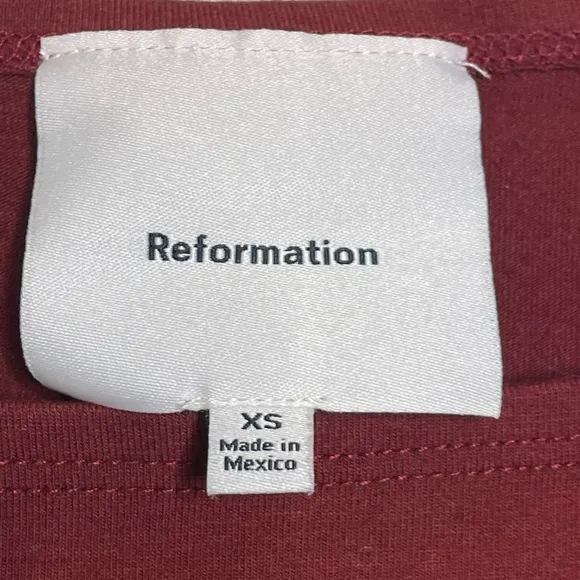 Reformation
XS
Made in
Mexico